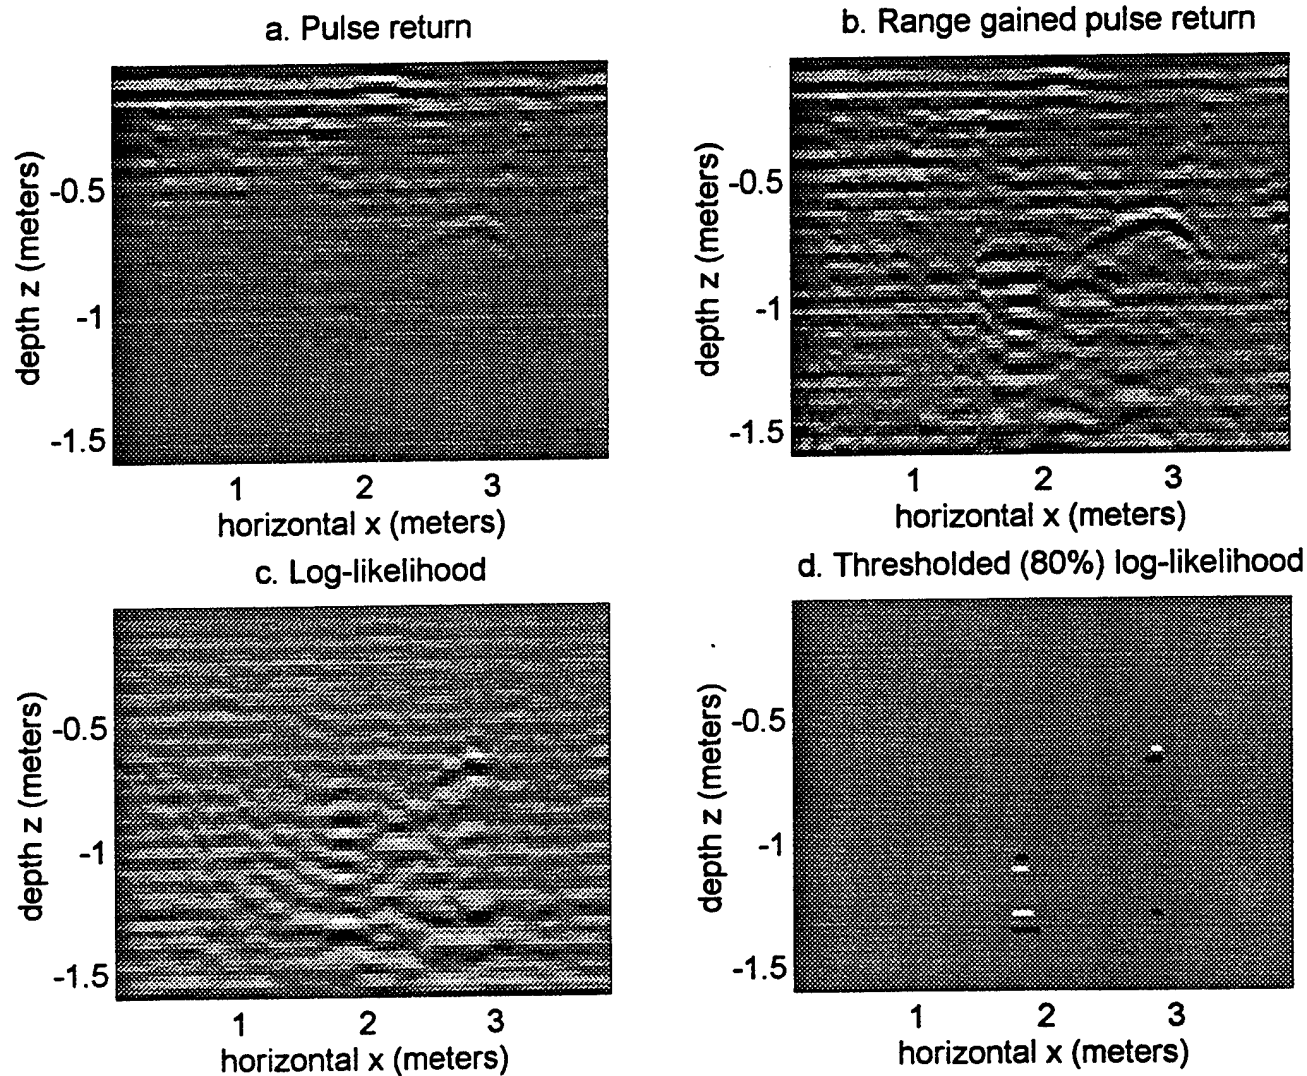 a. Pulse return
b. Range gained pulse return
depth z (meters)
-0.5
-1
-1.5
1 2 3
horizontal x (meters)
depth z (meters)
-0.5
-1
-1.5
1 2 3
horizontal x (meters)
c. Log-likelihood
d. Thresholded (80%) log-likelihood
depth z (meters)
-0.5
-1
-1.5
1 2 3
horizontal x (meters)
depth z (meters)
-0.5
-1
-1.5
1 2 3
horizontal x (meters)